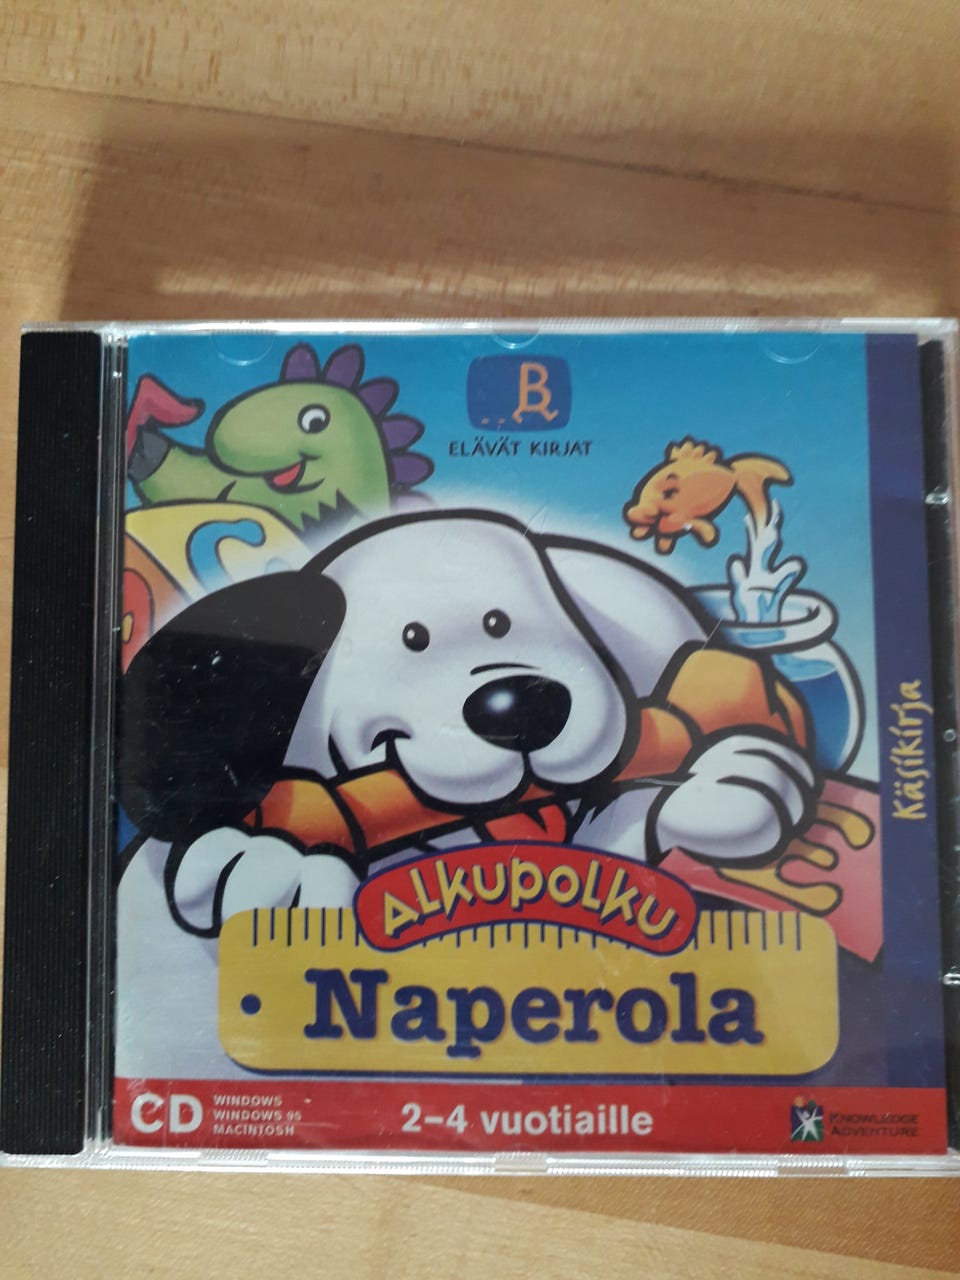 B
ELÄVÄT KIRJAT
C
Käsikirja
ALKUPOLKU
Naperola
CD
WINDOWS
WINDOWS 95
MACINTOSH
2–4 vuotiaille
KNOWLEDGE
ADVENTURE